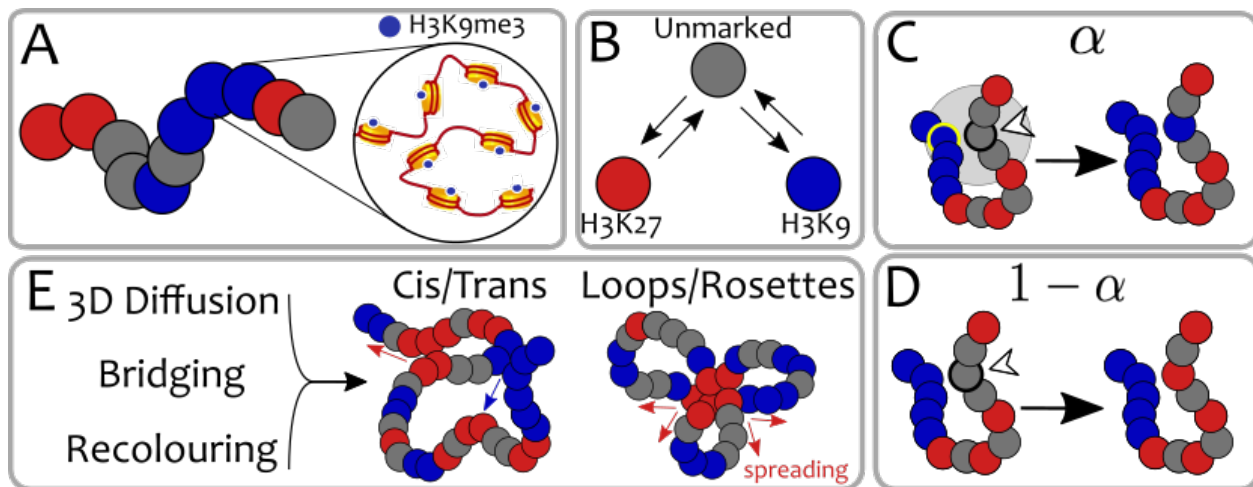 A
H3K9me3
B
Unmarked
H3K27
H3K9
C
α
E
3D Diffusion
Bridging
Recolouring
Cis/Trans
Loops/Rosettes
spreading
D
1 − α